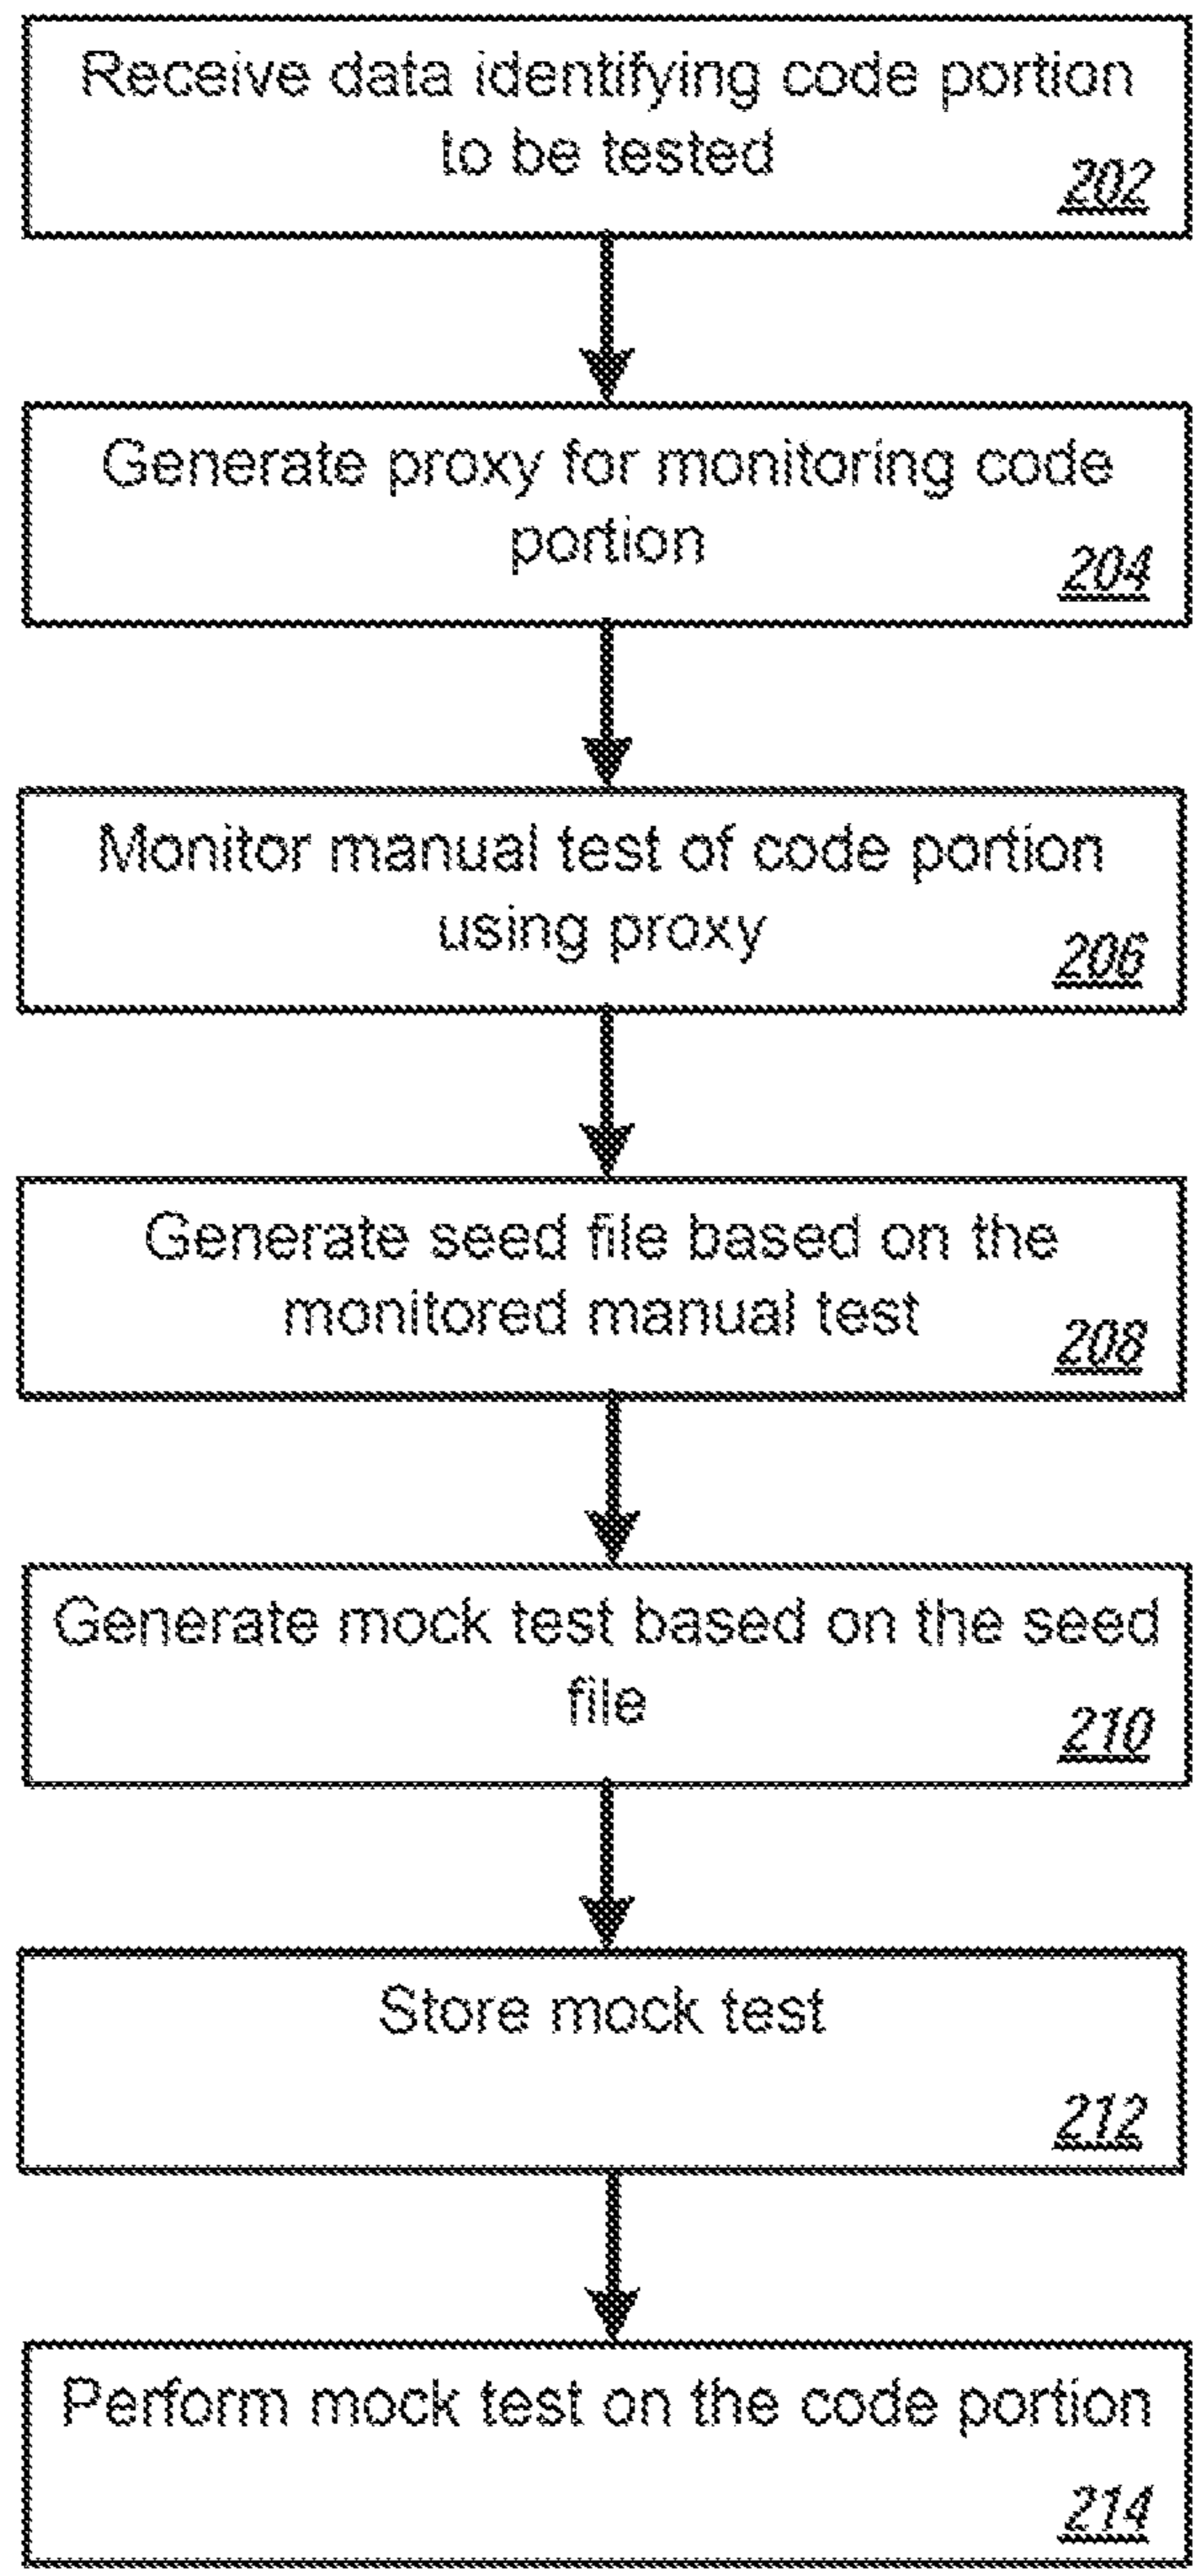 Receive data identifying code portion
to be tested
202
Generate proxy for monitoring code
portion
204
Monitor manual test of code portion
using proxy
206
Generate seed file based on the
monitored manual test
208
Generate mock test based on the seed
file
210
Store mock test
212
Perform mock test on the code portion
214